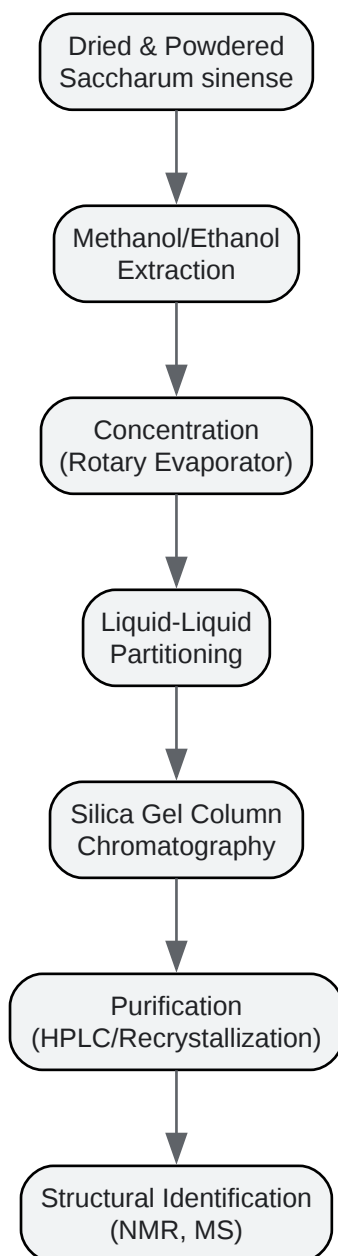 Dried & Powdered
Saccharum sinense
Methanol/Ethanol
Extraction
Concentration
(Rotary Evaporator)
Liquid-Liquid
Partitioning
Silica Gel Column
Chromatography
Purification
(HPLC/Recrystallization)
Structural Identification
(NMR, MS)